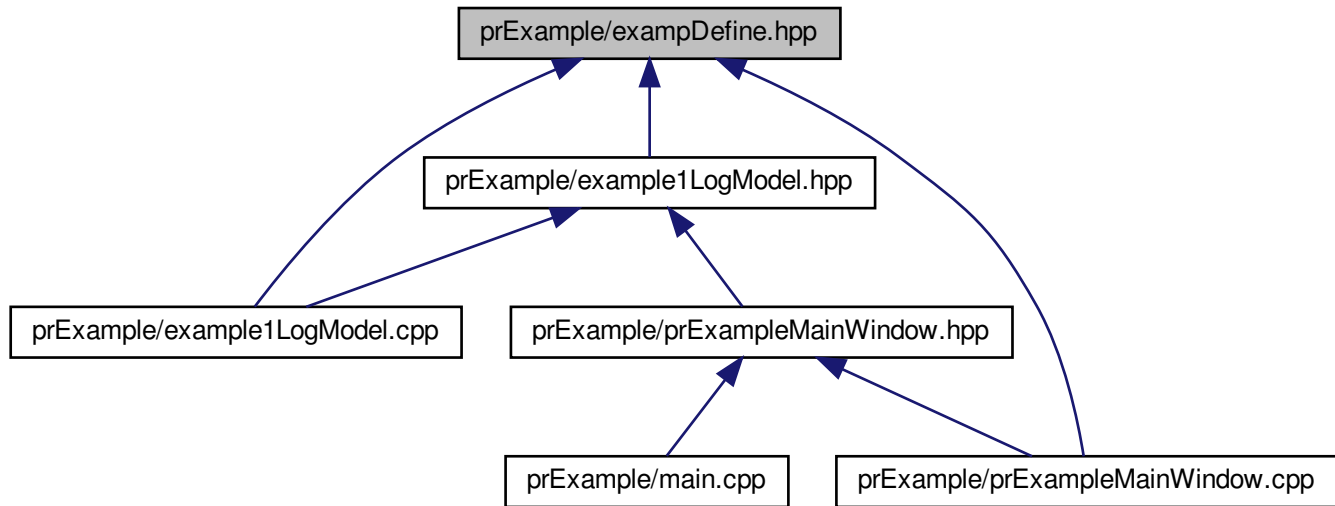 prExample/exampDefine.hpp
prExample/example1LogModel.hpp
prExample/example1LogModel.cpp
prExample/prExampleMainWindow.hpp
prExample/main.cpp
prExample/prExampleMainWindow.cpp